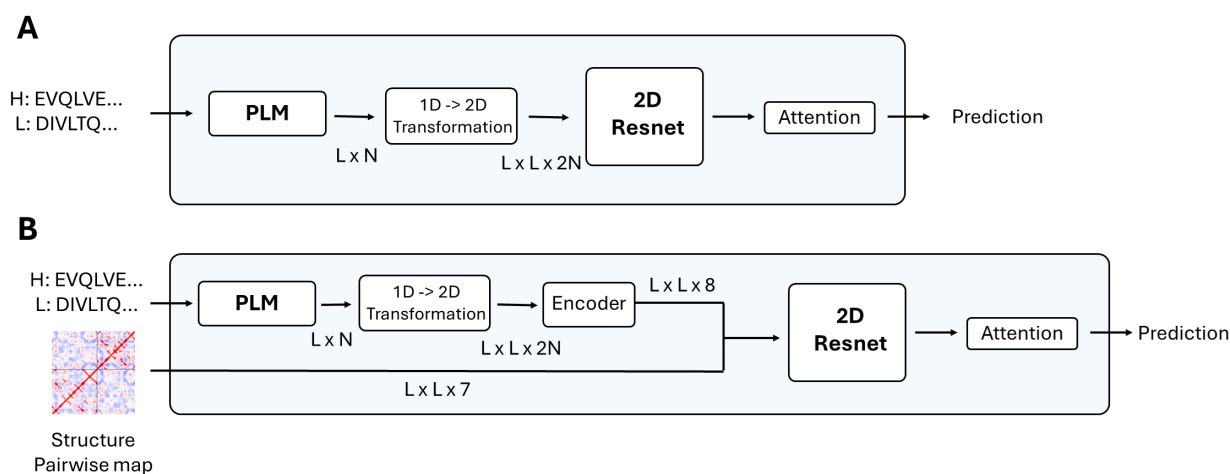 A
H: EVQLVE...
L: DIVLTQ...
PLM
L x N
1D -> 2D
Transformation
L x L x 2N
2D
Resnet
Attention
Prediction
B
H: EVQLVE...
L: DIVLTQ...
PLM
L x N
1D -> 2D
Transformation
L x L x 2N
Encoder
L x L x 8
2D
Resnet
Attention
Prediction
L x L x 7
Structure
Pairwise map